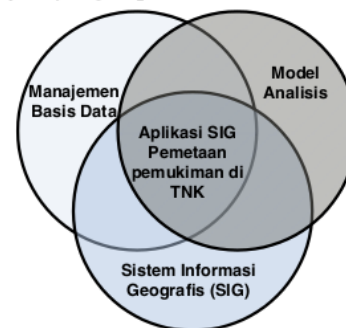 Manajemen
Basis Data
Model
Analisis
Aplikasi SIG
Pemetaan
pemukiman di
TNK
Sistem Informasi
Geografis (SIG)